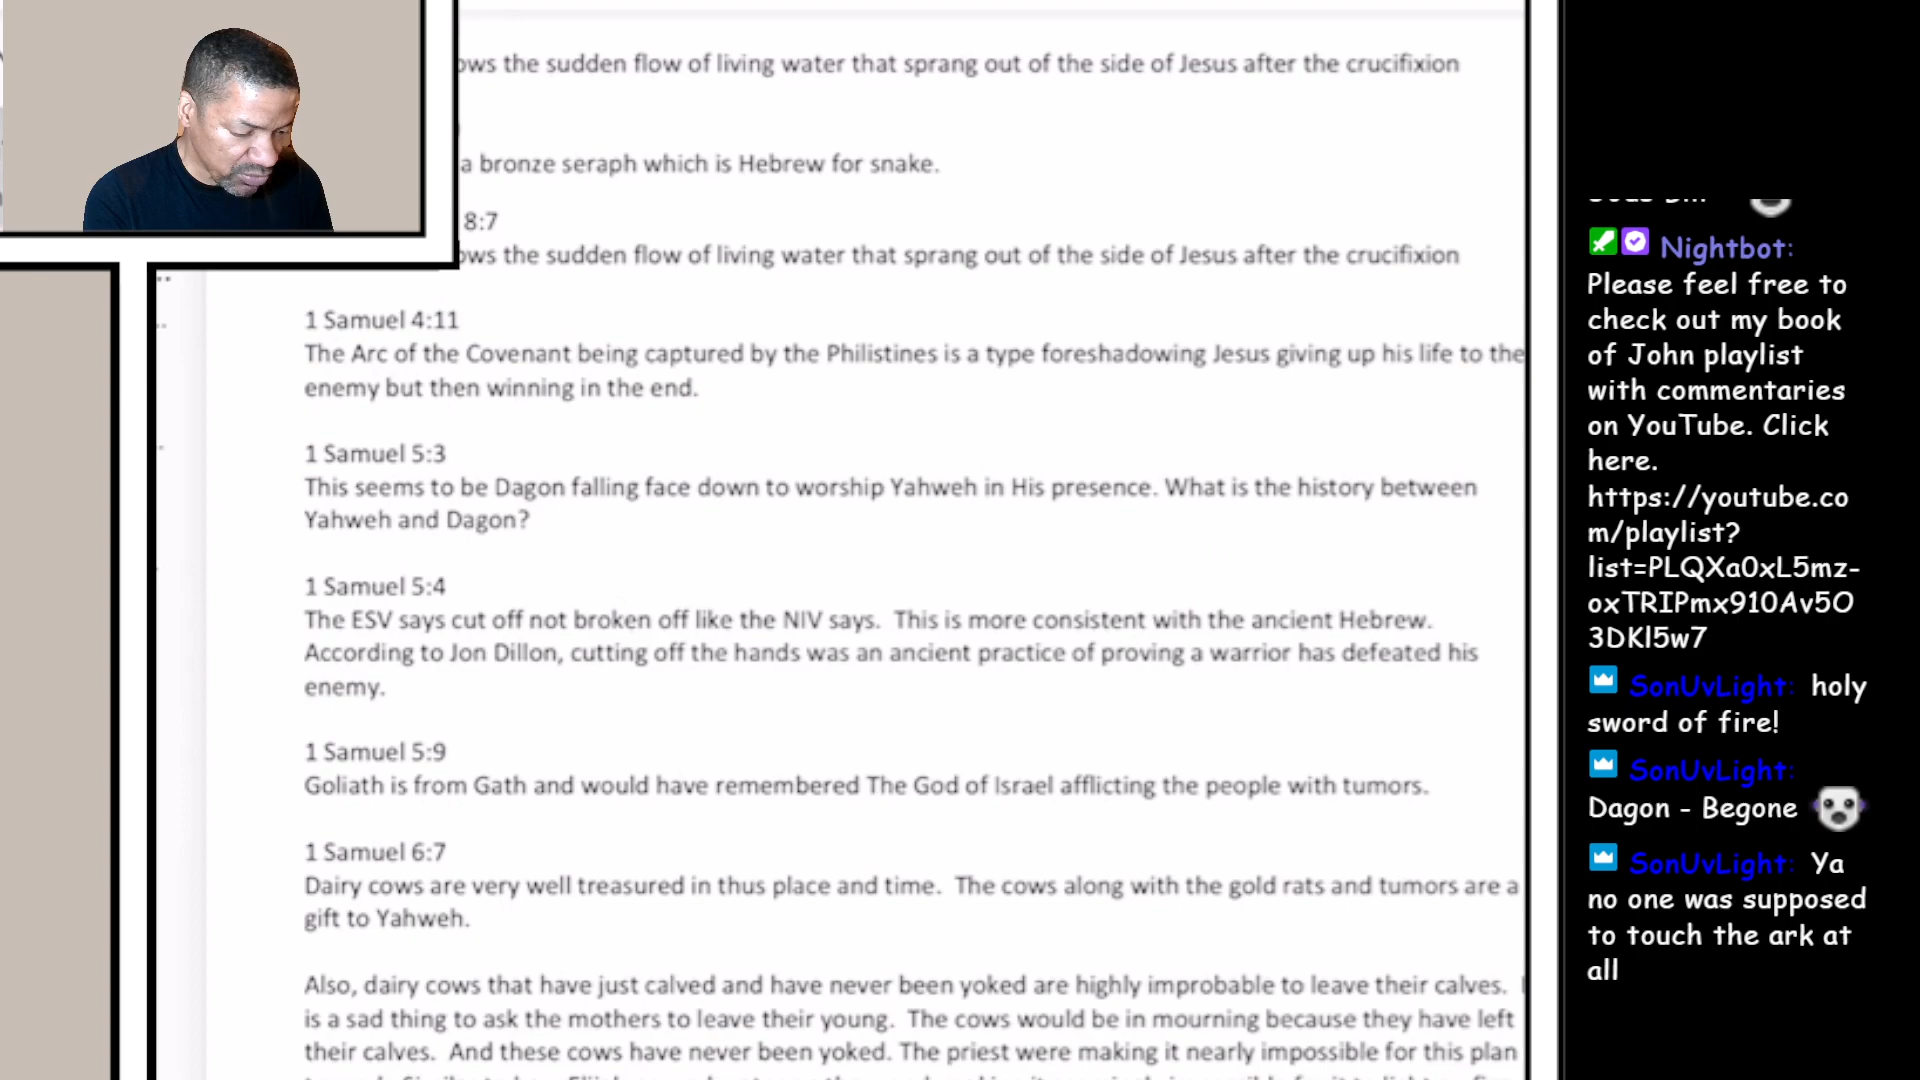 ows the sudden flow of living water that sprang out of the side of Jesus after the crucifixion
a bronze seraph which is Hebrew for snake.
8:7
ows the sudden flow of living water that sprang out of the side of Jesus after the crucifixion
1 Samuel 4:11
The Arc of the Covenant being captured by the Philistines is a type foreshadowing Jesus giving up his life to the
enemy but then winning in the end.
1 Samuel 5:3
This seems to be Dagon falling face down to worship Yahweh in His presence. What is the history between
Yahweh and Dagon?
1 Samuel 5:4
The ESV says cut off not broken off like the NIV says.  This is more consistent with the ancient Hebrew.
According to Jon Dillon, cutting off the hands was an ancient practice of proving a warrior has defeated his
enemy.
1 Samuel 5:9
Goliath is from Gath and would have remembered The God of Israel afflicting the people with tumors.
1 Samuel 6:7
Dairy cows are very well treasured in thus place and time.  The cows along with the gold rats and tumors are a
gift to Yahweh.
Also, dairy cows that have just calved and have never been yoked are highly improbable to leave their calves.
is a sad thing to ask the mothers to leave their young.  The cows would be in mourning because they have left
their calves.  And these cows have never been yoked. The priest were making it nearly impossible for this plan
Nightbot:
Please feel free to
check out my book
of John playlist
with commentaries
on YouTube. Click
here.
https://youtube.co
m/playlist?
list=PLQXa0xL5mz-
oxTRIPmx910Av5O
3DKl5w7
SonUvLight: holy
sword of fire!
SonUvLight:
Dagon - Begone
SonUvLight: Ya
no one was supposed
to touch the ark at
all